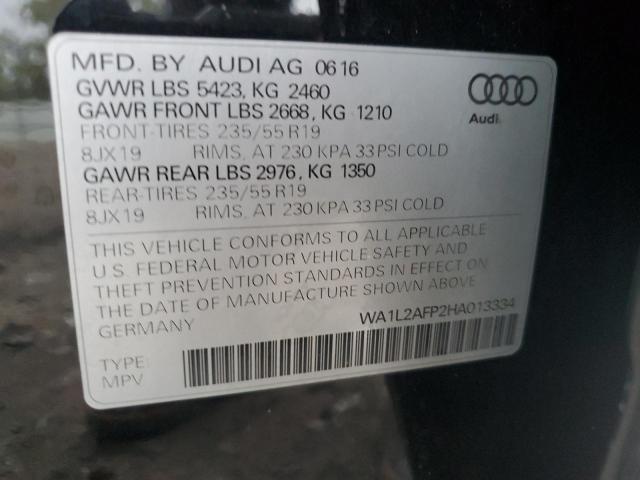 MFD. BY AUDI AG 0616
GVWR LBS 5423, KG 2460
GAWR FRONT LBS 2668, KG 1210
FRONT-TIRES 235/55 R19
8JX19 RIMS, AT 230 KPA 33 PSI COLD
GAWR REAR LBS 2976, KG 1350
REAR-TIRES 235/55 R19
8JX19 RIMS, AT 230 KPA 33 PSI COLD
Audi
THIS VEHICLE CONFORMS TO ALL APPLICABLE
U.S. FEDERAL MOTOR VEHICLE SAFETY AND
THEFT PREVENTION STANDARDS IN EFFECT ON
THE DATE OF MANUFACTURE SHOWN ABOVE
GERMANY
WA1L2AFP2HA013334
TYPE:
MPV